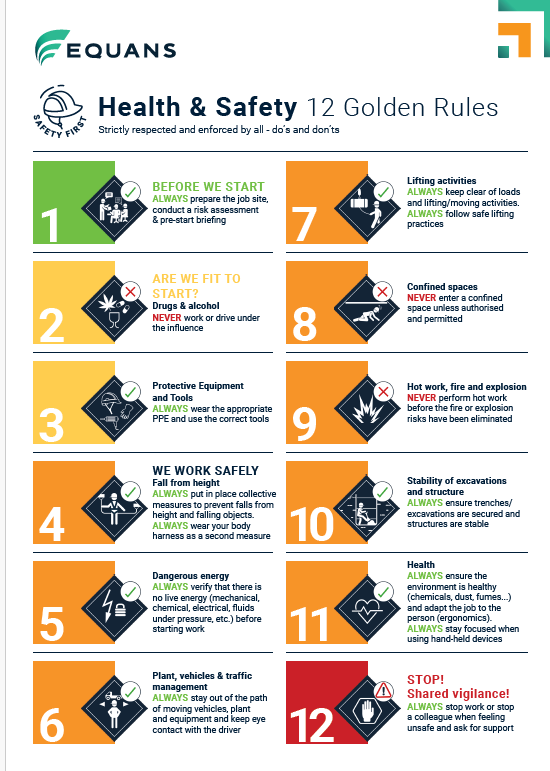 EQUANS
SAFETY FIRST
Health & Safety 12 Golden Rules
Strictly respected and enforced by all - do's and don'ts
1
BEFORE WE START
ALWAYS prepare the job site,
conduct a risk assessment
& pre-start briefing
2
ARE WE FIT TO
START?
Drugs & alcohol
NEVER work or drive under
the influence
3
Protective Equipment
and Tools
ALWAYS wear the appropriate
PPE and use the correct tools
4
WE WORK SAFELY
Fall from height
ALWAYS put in place collective
measures to prevent falls from
height and falling objects.
ALWAYS wear your body
harness as a second measure
5
Dangerous energy
ALWAYS verify that there is
no live energy (mechanical,
chemical, electrical, fluids
under pressure, etc.) before
starting work
6
Plant, vehicles & traffic
management
ALWAYS stay out of the path
of moving vehicles, plant
and equipment and keep eye
contact with the driver
7
Lifting activities
ALWAYS keep clear of loads
and lifting/moving activities.
ALWAYS follow safe lifting
practices
8
Confined spaces
NEVER enter a confined
space unless authorised
and permitted
9
Hot work, fire and explosion
NEVER perform hot work
before the fire or explosion
risks have been eliminated
10
Stability of excavations
and structure
ALWAYS ensure trenches/
excavations are secured and
structures are stable
11
Health
ALWAYS ensure the
environment is healthy
(chemicals, dust, fumes...)
and adapt the job to the
person (ergonomics).
ALWAYS stay focused when
using hand-held devices
12
STOP!
Shared vigilance!
ALWAYS stop work or stop
a colleague when feeling
unsafe and ask for support